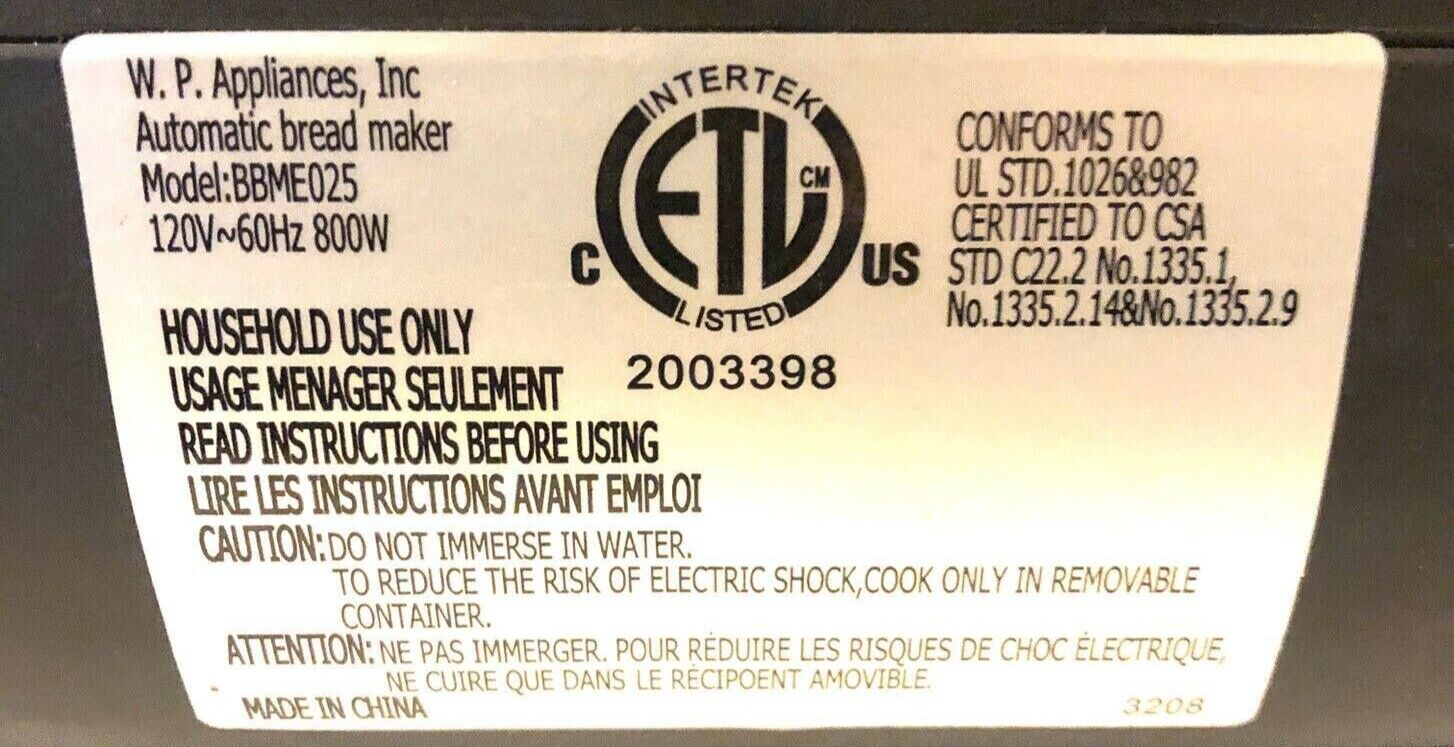 W. P. Appliances, Inc
Automatic bread maker
Model:BBME025
120V~60Hz 800W
INTERTEK
ETL
CM
C
US
LISTED
2003398
CONFORMS TO
UL STD.1026&982
CERTIFIED TO CSA
STD C22.2 No.1335.1,
No.1335.2.14&No.1335.2.9
HOUSEHOLD USE ONLY
USAGE MENAGER SEULEMENT
READ INSTRUCTIONS BEFORE USING
LIRE LES INSTRUCTIONS AVANT EMPLOI
CAUTION: DO NOT IMMERSE IN WATER.
TO REDUCE THE RISK OF ELECTRIC SHOCK,COOK ONLY IN REMOVABLE
CONTAINER.
ATTENTION: NE PAS IMMERGER. POUR RÉDUIRE LES RISQUES DE CHOC ÉLECTRIQUE,
NE CUIRE QUE DANS LE RÉCIPOENT AMOVIBLE.
MADE IN CHINA
3208